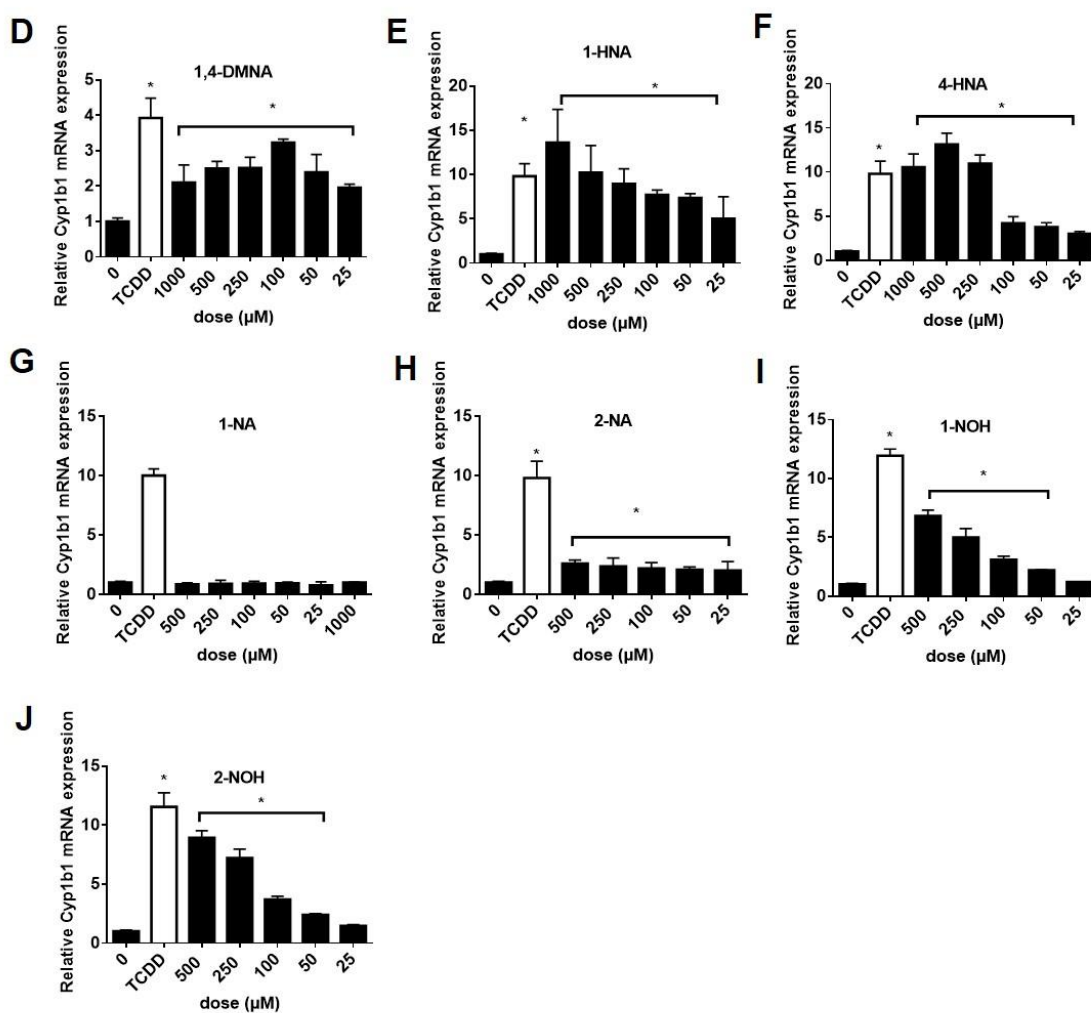 D
Relative Cyp1b1 mRNA expression
1,4-DMNA
*
*
5
4
3
2
1
0
0 TCDD 1000 500 250 100 50 25
dose (µM)
E
Relative Cyp1b1 mRNA expression
1-HNA
*
*
20
15
10
5
0
0 TCDD 1000 500 250 100 50 25
dose (µM)
F
Relative Cyp1b1 mRNA expression
4-HNA
*
*
20
15
10
5
0
0 TCDD 1000 500 250 100 50 25
dose (µM)
G
Relative Cyp1b1 mRNA expression
1-NA
15
10
5
0
0 TCDD 500 250 100 50 25 1000
dose (µM)
H
Relative Cyp1b1 mRNA expression
2-NA
*
*
15
10
5
0
0 TCDD 500 250 100 50 25
dose (µM)
I
Relative Cyp1b1 mRNA expression
1-NOH
*
*
15
10
5
0
0 TCDD 500 250 100 50 25
dose (µM)
J
Relative Cyp1b1 mRNA expression
2-NOH
*
*
15
10
5
0
0 TCDD 500 250 100 50 25
dose (µM)